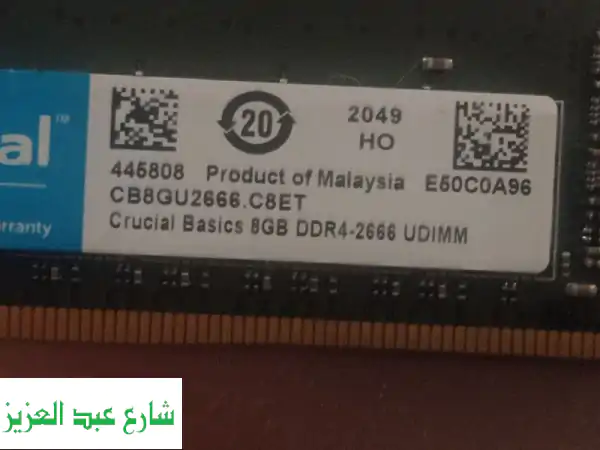 al™
rranty
20
2049
HO
445808 Product of Malaysia E50C0A96
CB8GU2666.C8ET
Crucial Basics 8GB DDR4-2666 UDIMM
شارع عبد العزيز